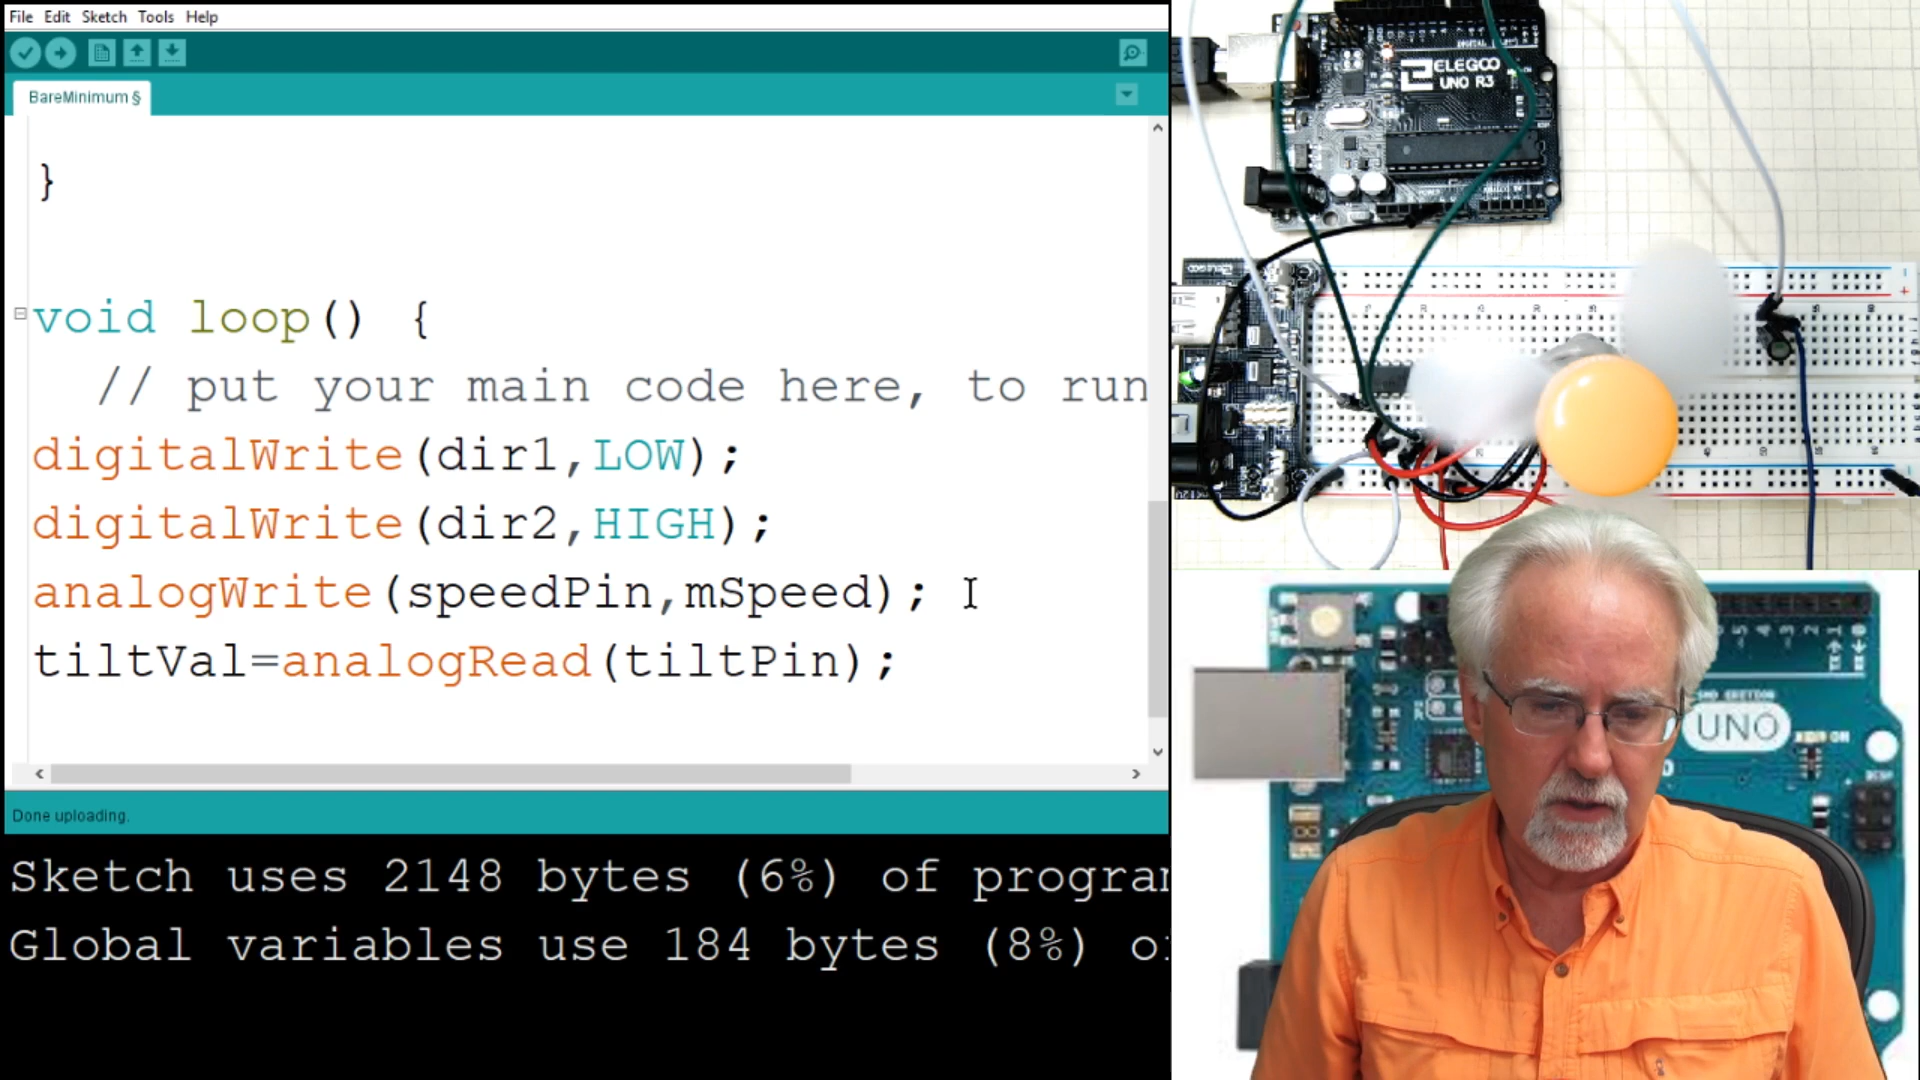 File Edit Sketch Tools Help
BareMinimum §
}
void loop() {
// put your main code here, to run
digitalWrite(dir1,LOW);
digitalWrite(dir2,HIGH);
analogWrite(speedPin,mSpeed);
tiltVal=analogRead(tiltPin);
Done uploading.
Sketch uses 2148 bytes (6%) of progra
Global variables use 184 bytes (8%) o
ELEGOO
UNO R3
UNO
ON